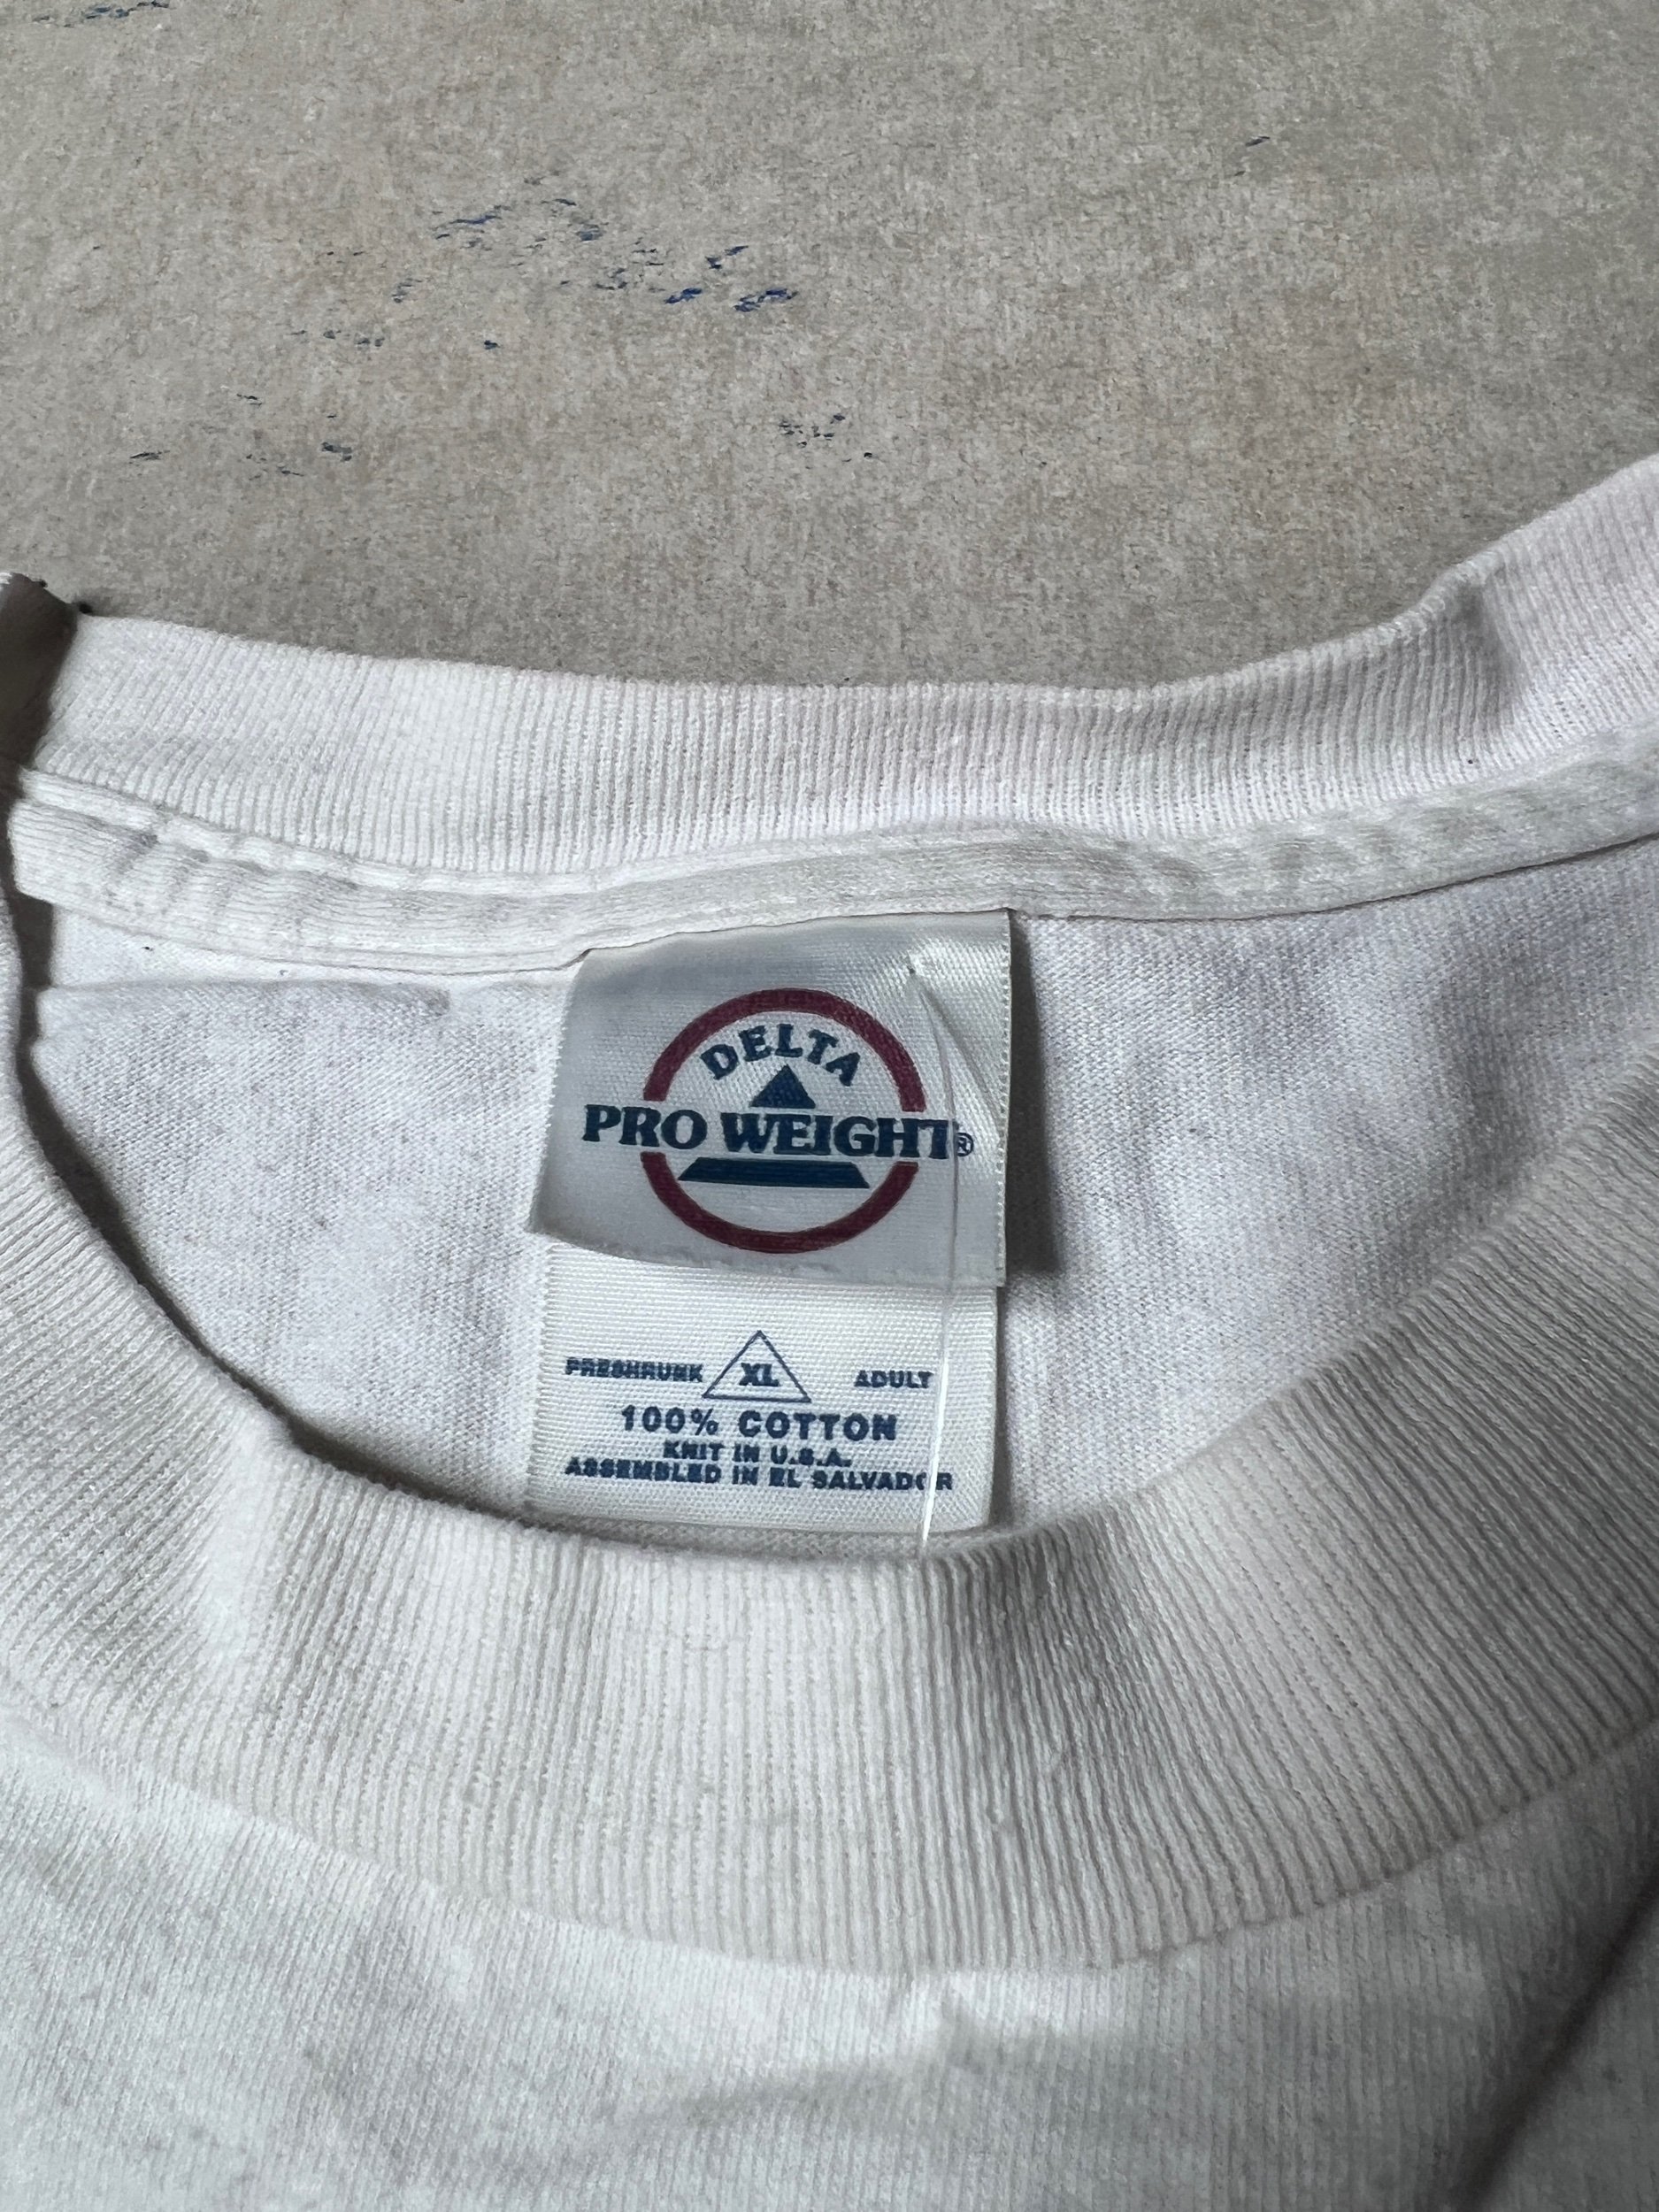 DELTA
PRO WEIGHT®
PRESHRUNK XL ADULT
100% COTTON
KNIT IN U.S.A.
ASSEMBLED IN EL SALVADOR